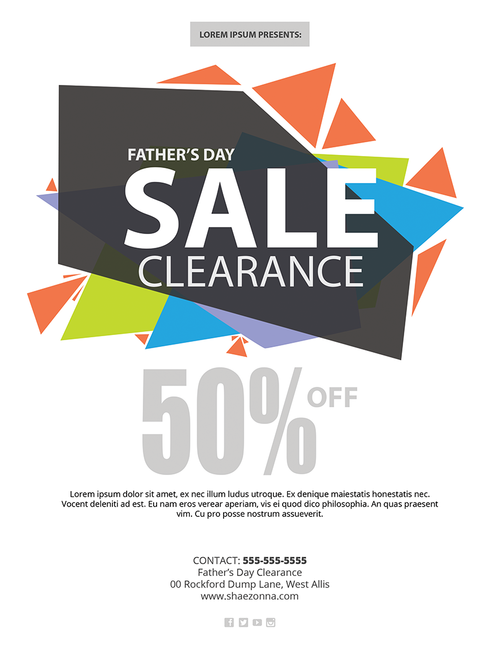 LOREM IPSUM PRESENTS:
FATHER'S DAY
SALE
CLEARANCE
50% OFF
Lorem ipsum dolor sit amet, ex nec illum ludus utroque. Ex denique maiestatis honestatis nec.
Vocent deleniti ad est. Eu nam eros verear aperiam, vis ei quod dico philosophia. An quas praesent
vim. Cu pro posse nostrum assueverit.
CONTACT: 555-555-5555
Father's Day Clearance
00 Rockford Dump Lane, West Allis
www.shaezonna.com